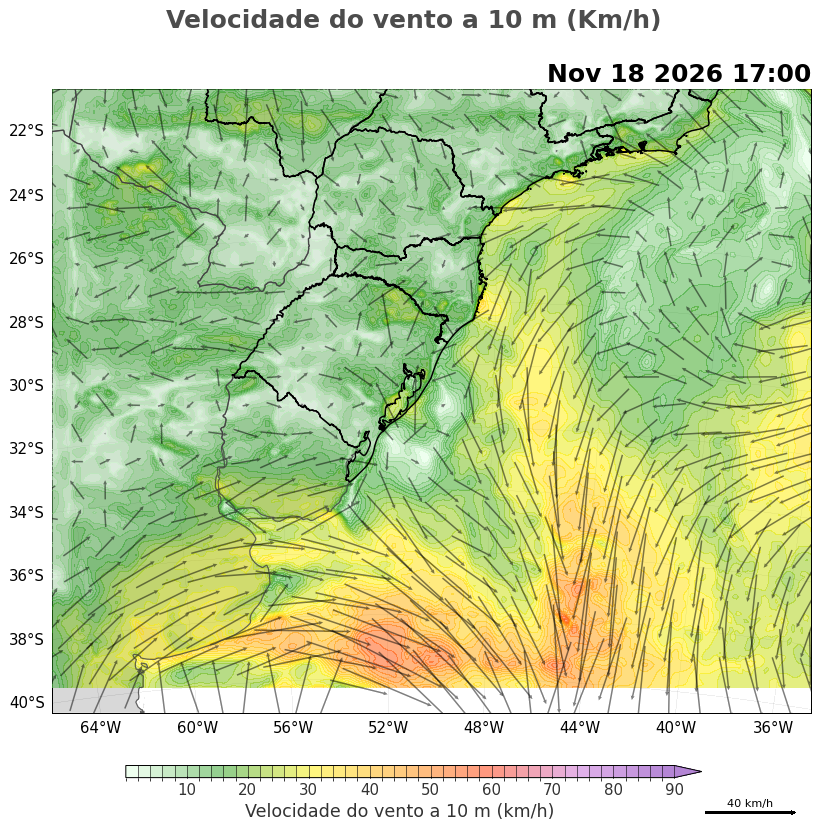 Velocidade do vento a 10 m (Km/h)
Nov 18 2026 17:00
22°S
24°S
26°S
28°S
30°S
32°S
34°S
36°S
38°S
40°S
64°W 60°W 56°W 52°W 48°W 44°W 40°W 36°W
10 20 30 40 50 60 70 80 90
Velocidade do vento a 10 m (km/h)
40 km/h